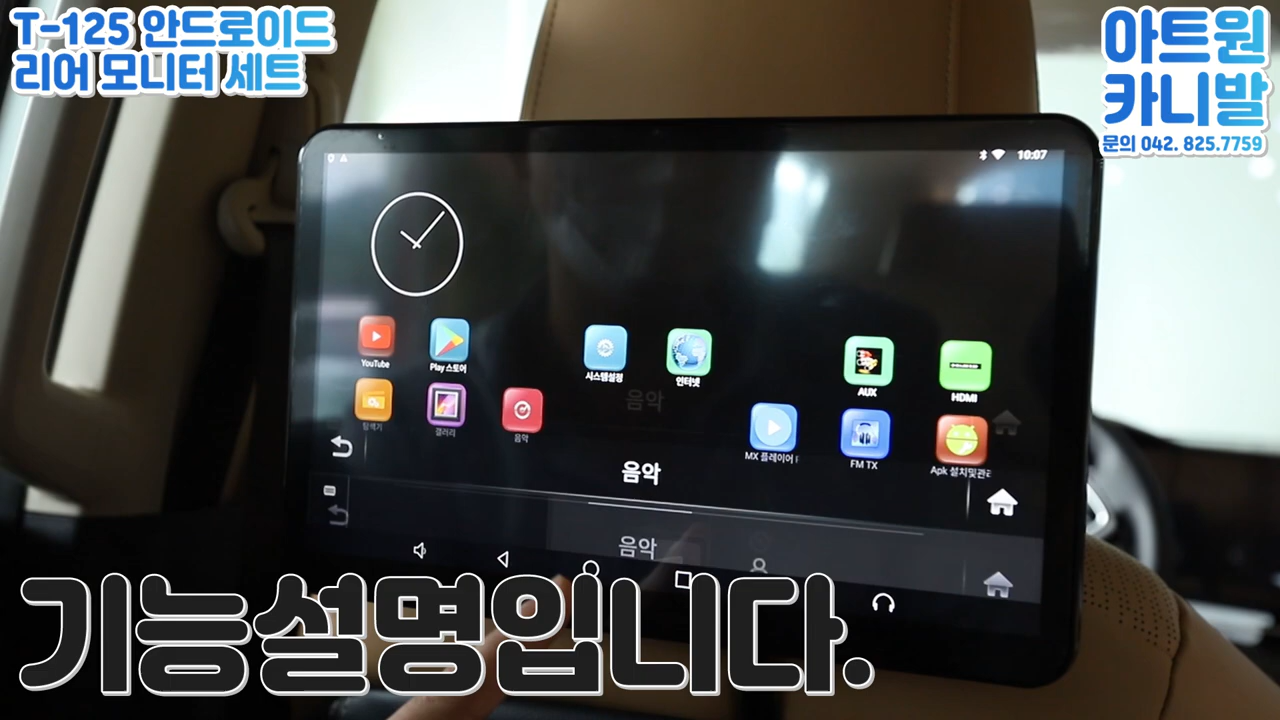 T-125 안드로이드
리어 모니터 세트
아트원
카니발
문의 042. 825.7759
10:07
YouTube
Play 스토어
시스템설정
인터넷
AUX
HDMI
탐색기
갤러리
음악
음악
MX 플레이어 F
FM TX
Apk 설치및관리
음악
음악
기능설명입니다.